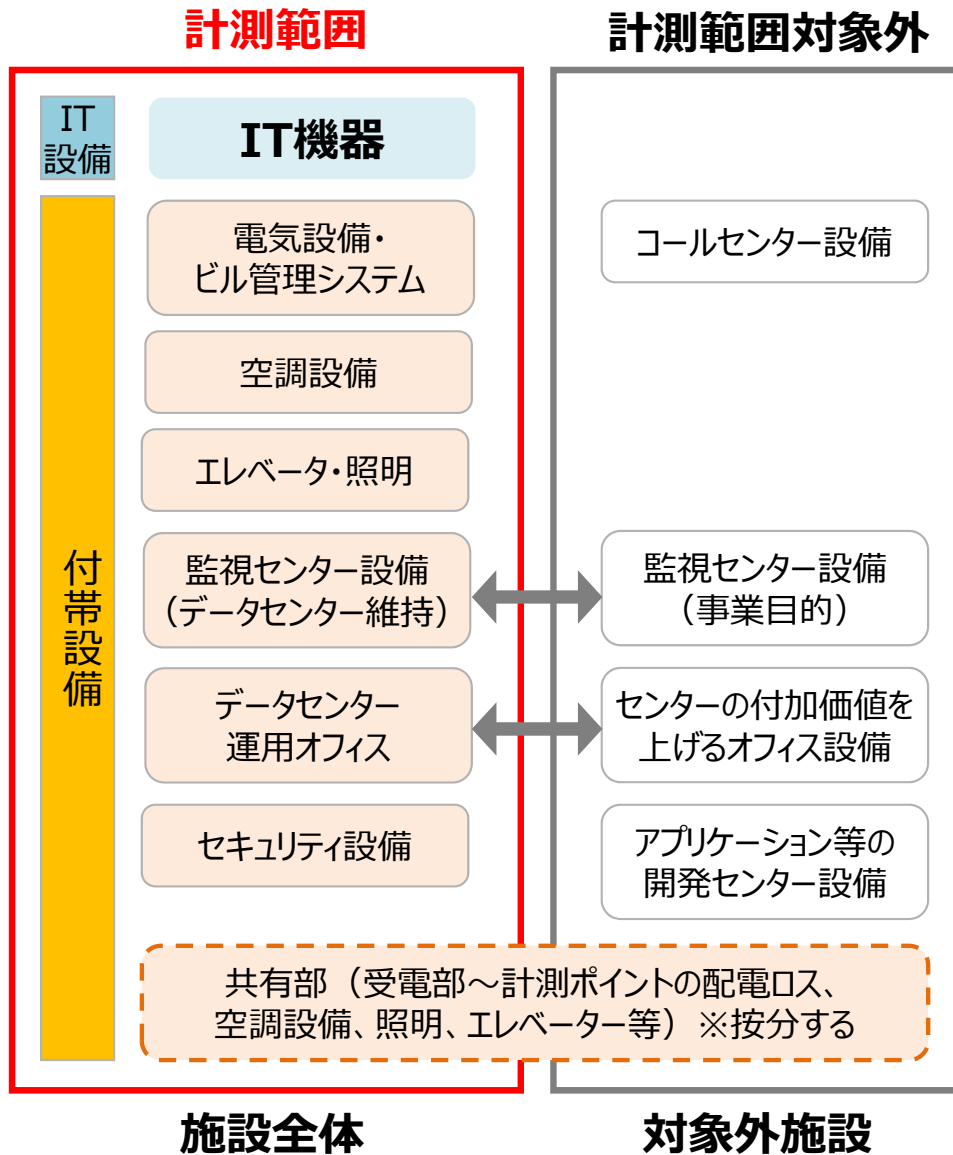 計測範囲
計測範囲対象外
IT
設備
IT機器
付帯設備
電気設備・
ビル管理システム
コールセンター設備
空調設備
エレベータ・照明
監視センター設備
（データセンター維持）
監視センター設備
（事業目的）
データセンター
運用オフィス
センターの付加価値を
上げるオフィス設備
セキュリティ設備
アプリケーション等の
開発センター設備
共有部（受電部～計測ポイントの配電ロス、
空調設備、照明、エレベーター等）※按分する
施設全体
対象外施設